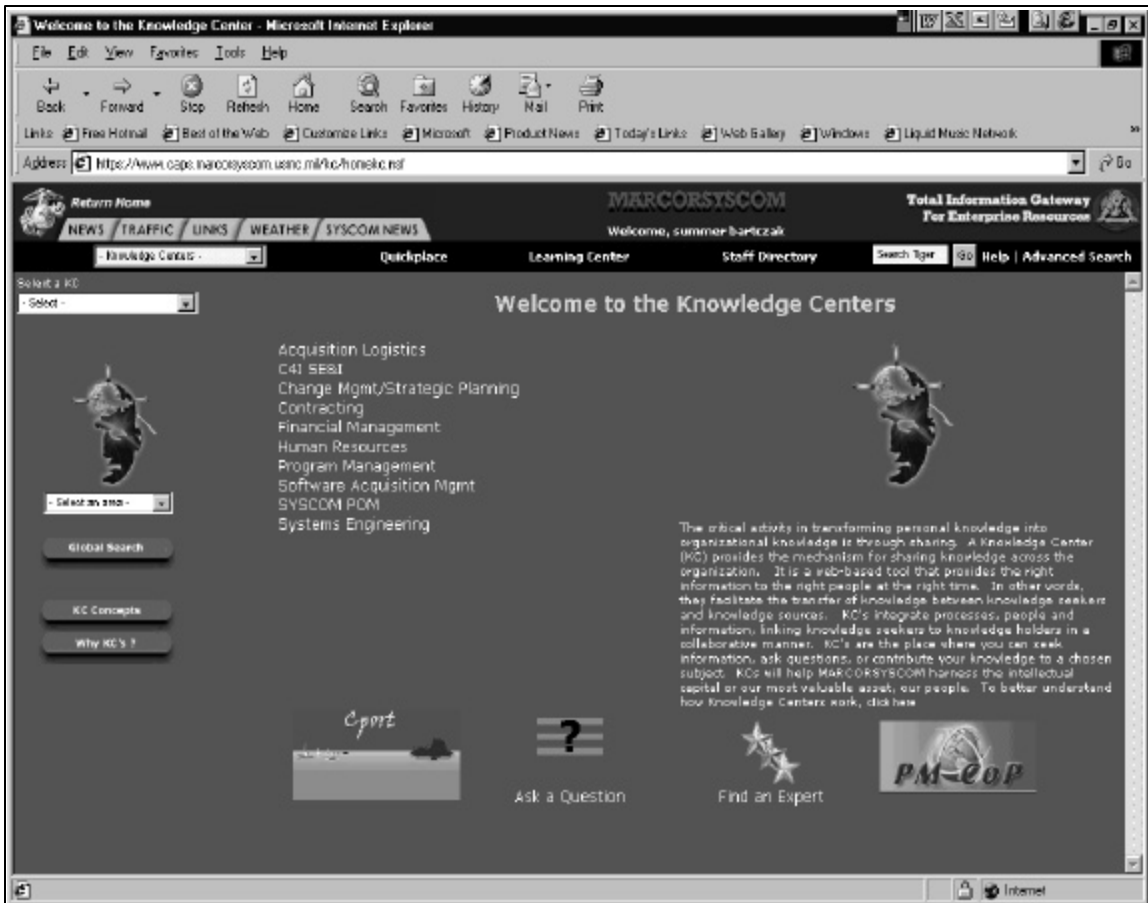 Welcome to the Knowledge Center - Microsoft Internet Explorer
File Edit View Favorites Tools Help
Back Forward Stop Refresh Home Search Favorites History Mail Print
Links Free Hotmail Best of the Web Customize Links Microsoft Product News Today's Links Web Gallery Windows Liquid Music Network
Address https://www.caps.marcorsyscom.usmc.mil/kc/homekc.nsf Go
Return Home
MARCORSYSCOM
Total Information Gateway
For Enterprise Resources
NEWS TRAFFIC LINKS WEATHER SYSCOM NEWS
Welcome, summer bartczak
- Knowledge Centers - Quickplace Learning Center Staff Directory Search Tiger Go Help | Advanced Search
Select a KC
- Select -
Welcome to the Knowledge Centers
Acquisition Logistics
C4I SE&I
Change Mgmt/Strategic Planning
Contracting
Financial Management
Human Resources
Program Management
Software Acquisition Mgmt
SYSCOM POM
Systems Engineering
- Select an area -
Global Search
KC Concepts
Why KC's ?
The critical activity in transforming personal knowledge into
organizational knowledge is through sharing. A Knowledge Center
(KC) provides the mechanism for sharing knowledge across the
organization. It is a web-based tool that provides the right
information to the right people at the right time. In other words,
they facilitate the transfer of knowledge between knowledge seekers
and knowledge sources. KC's integrate processes, people and
information, linking knowledge seekers to knowledge holders in a
collaborative manner. KC's are the place where you can seek
information, ask questions, or contribute your knowledge to a chosen
subject. KCs will help MARCORSYSCOM harness the intellectual
capital or our most valuable asset, our people. To better understand
how Knowledge Centers work, click here
Cport
?
Ask a Question
Find an Expert
PM-CoP
Internet